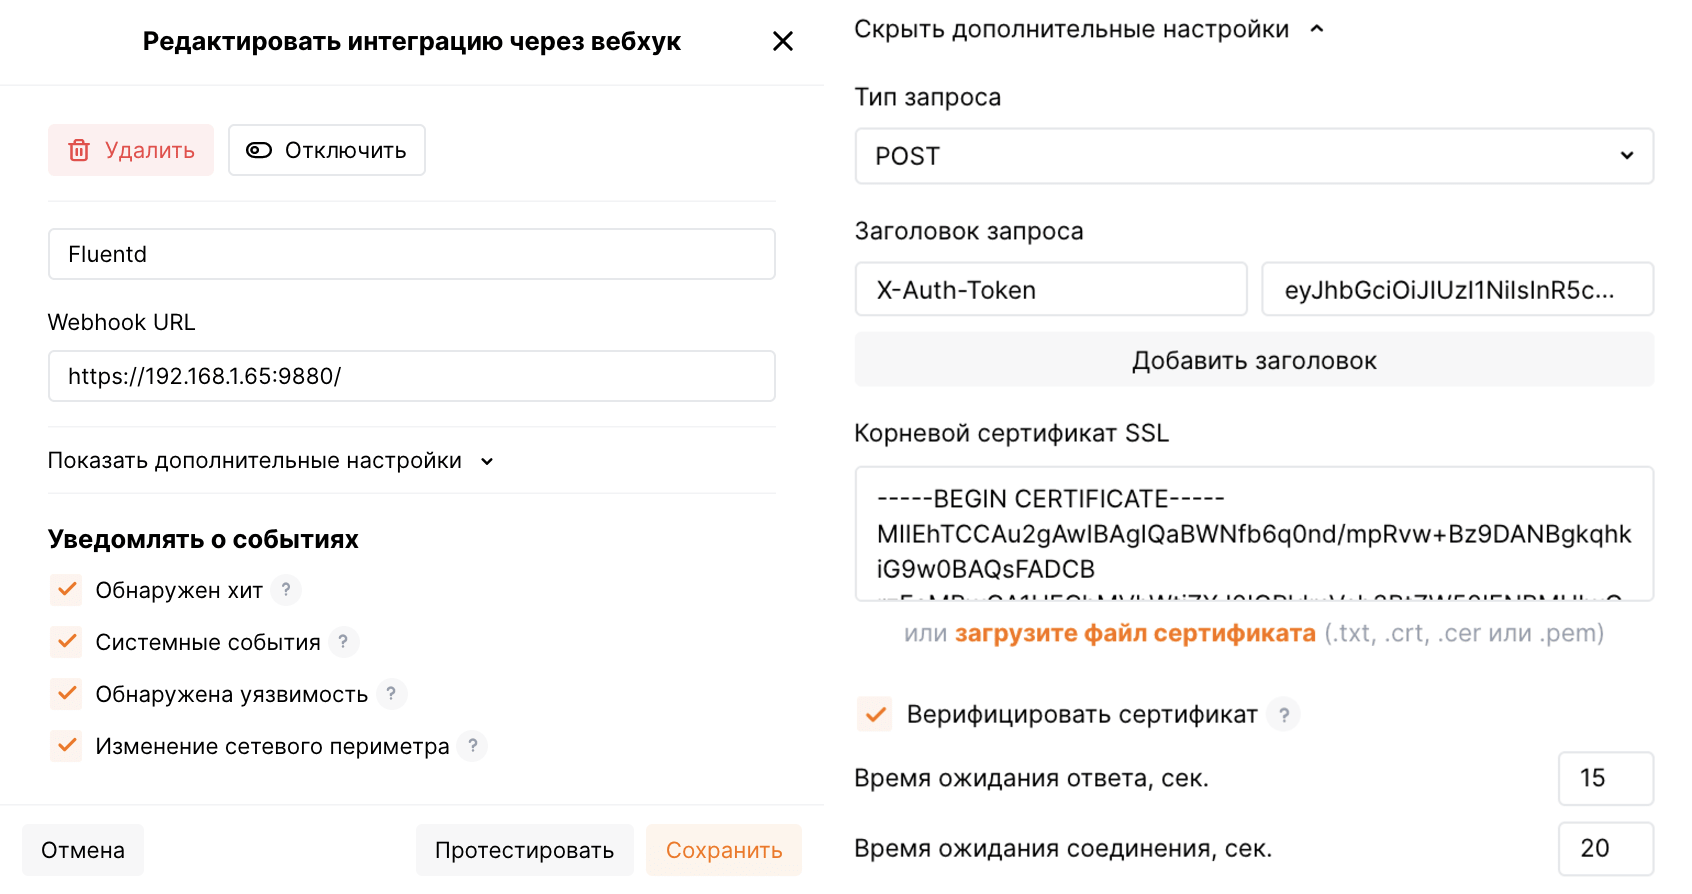 Редактировать интеграцию через вебхук
Удалить
Отключить
Fluentd
Webhook URL
https://192.168.1.65:9880/
Показать дополнительные настройки
Уведомлять о событиях
Обнаружен хит ?
Системные события ?
Обнаружена уязвимость ?
Изменение сетевого периметра ?
Отмена
Протестировать
Сохранить
Скрыть дополнительные настройки
Тип запроса
POST
Заголовок запроса
X-Auth-Token
eyJhbGciOiJIUzI1NiIsInR5c...
Добавить заголовок
Корневой сертификат SSL
-----BEGIN CERTIFICATE-----
MIIEhTCCAu2gAwIBAgIQaBWNfb6q0nd/mpRvw+Bz9DANBgkqhk
iG9w0BAQsFADCB
или загрузите файл сертификата (.txt, .crt, .cer или .pem)
Верифицировать сертификат ?
Время ожидания ответа, сек.
15
Время ожидания соединения, сек.
20